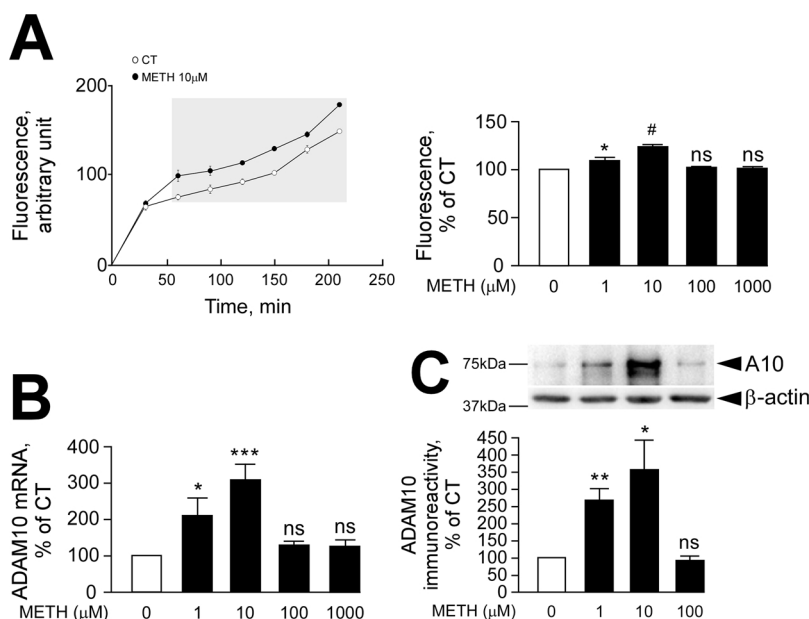 A
CT
METH 10μM
200
100
0
Fluorescence,
arbitrary unit
0 50 100 150 200 250
Time, min
150
100
50
0
Fluorescence,
% of CT
* # ns ns
METH (μM) 0 1 10 100 1000
B
400
300
200
100
0
ADAM10 mRNA,
% of CT
* *** ns ns
METH (μM) 0 1 10 100 1000
C
75kDa A10
37kDa β-actin
450
400
350
300
250
200
150
100
50
0
ADAM10
immunoreactivity,
% of CT
** * ns
METH (μM) 0 1 10 100